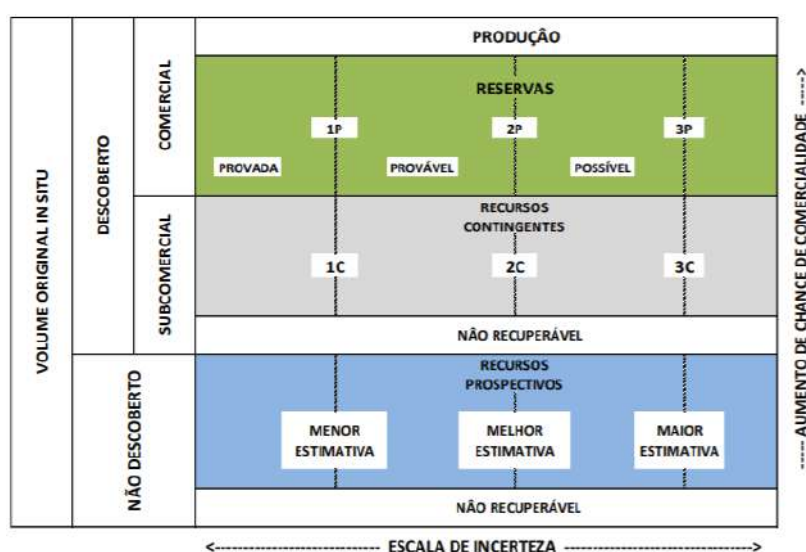 VOLUME ORIGINAL IN SITU
DESCOBERTO
COMERCIAL
PRODUÇÃO
RESERVAS
1P
2P
3P
PROVADA
PROVÁVEL
POSSÍVEL
SUBCOMERCIAL
RECURSOS
CONTINGENTES
1C
2C
3C
NÃO RECUPERÁVEL
NÃO DESCOBERTO
RECURSOS
PROSPECTIVOS
MENOR
ESTIMATIVA
MELHOR
ESTIMATIVA
MAIOR
ESTIMATIVA
NÃO RECUPERÁVEL
<----------------------------- ESCALA DE INCERTEZA ----------------------------->
----- AUMENTO DE CHANCE DE COMERCIALIDADE ----->